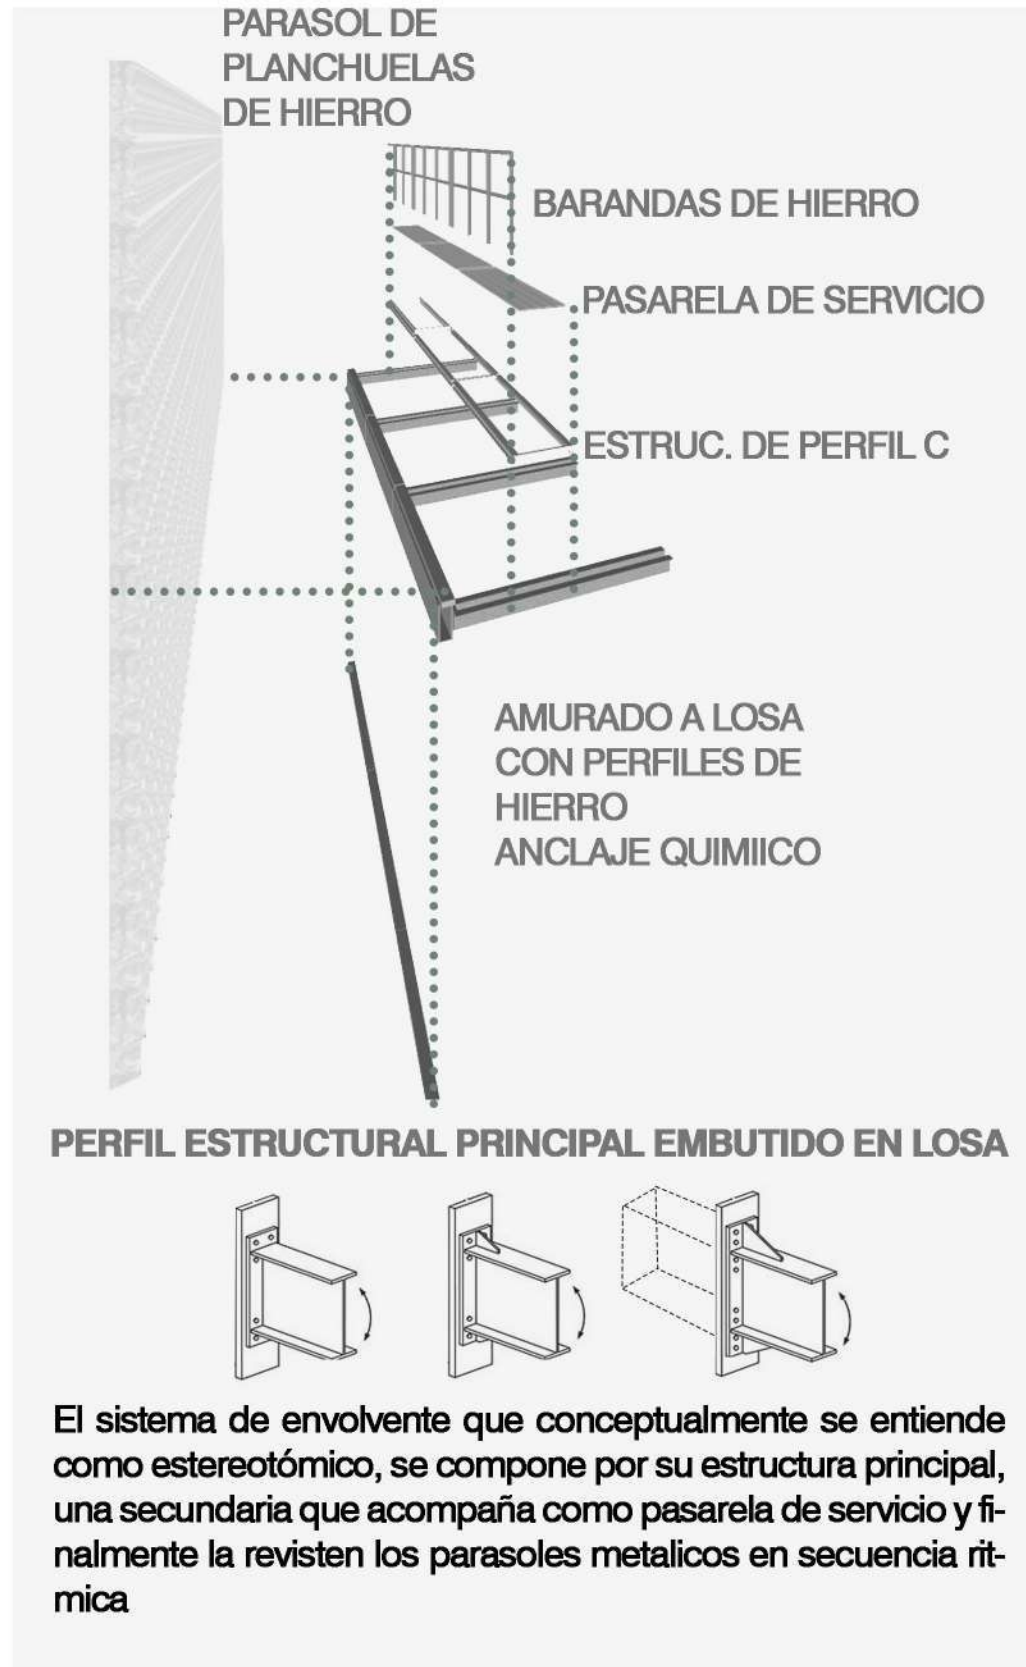 PARASOL DE
PLANCHUELAS
DE HIERRO
BARANDAS DE HIERRO
PASARELA DE SERVICIO
ESTRUC. DE PERFIL C
AMURADO A LOSA
CON PERFILES DE
HIERRO
ANCLAJE QUIMIICO
PERFIL ESTRUCTURAL PRINCIPAL EMBUTIDO EN LOSA
El sistema de envolvente que conceptualmente se entiende
como estereotómico, se compone por su estructura principal,
una secundaria que acompaña como pasarela de servicio y fi-
nalmente la revisten los parasoles metalicos en secuencia rit-
mica